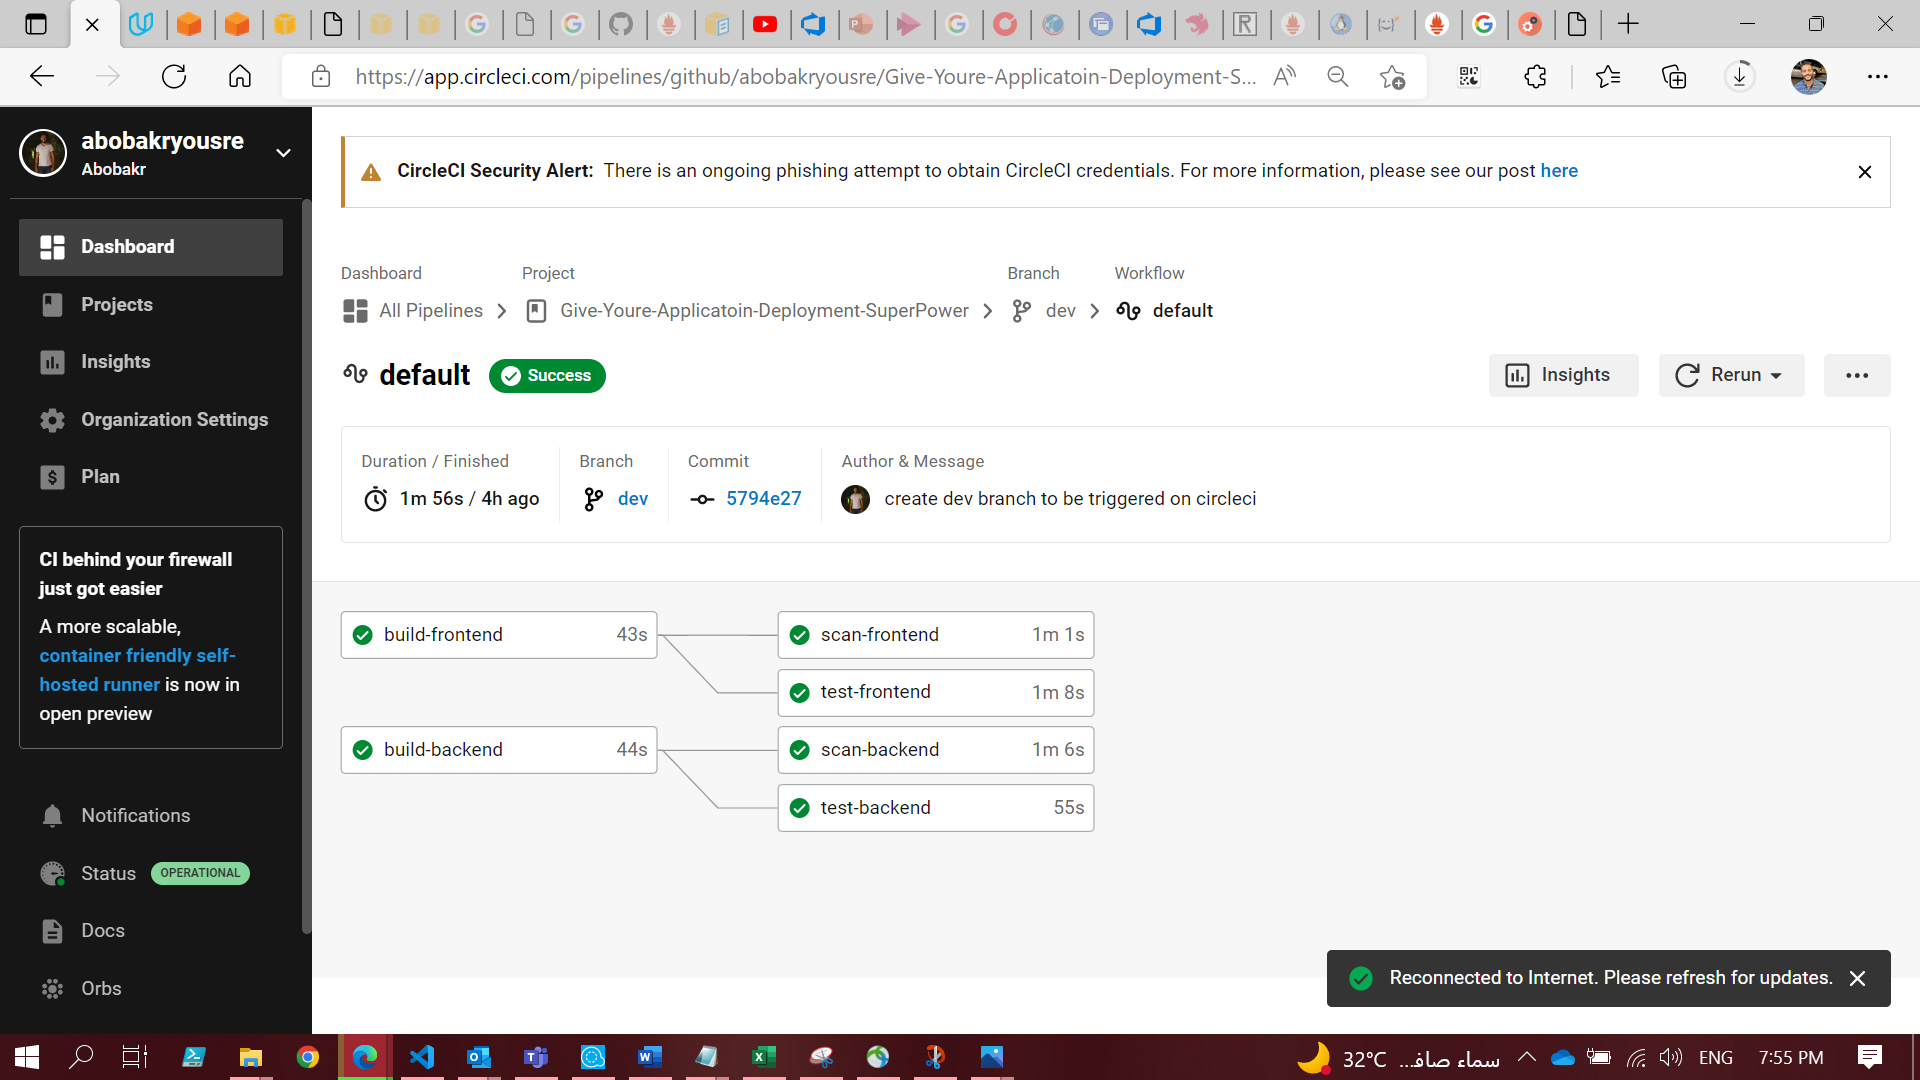 https://app.circleci.com/pipelines/github/abobakryousre/Give-Youre-Applicatoin-Deployment-S...
abobakryousre
Abobakr
Dashboard
Projects
Insights
Organization Settings
Plan
CI behind your firewall
just got easier
A more scalable,
container friendly self-
hosted runner is now in
open preview
Notifications
Status OPERATIONAL
Docs
Orbs
CircleCI Security Alert: There is an ongoing phishing attempt to obtain CircleCI credentials. For more information, please see our post here
Dashboard Project Branch Workflow
All Pipelines Give-Youre-Applicatoin-Deployment-SuperPower dev default
default Success Insights Rerun
Duration / Finished Branch Commit Author & Message
1m 56s / 4h ago dev 5794e27 create dev branch to be triggered on circleci
build-frontend 43s scan-frontend 1m 1s
test-frontend 1m 8s
build-backend 44s scan-backend 1m 6s
test-backend 55s
Reconnected to Internet. Please refresh for updates.
32°C سماء صافـ... ENG 7:55 PM